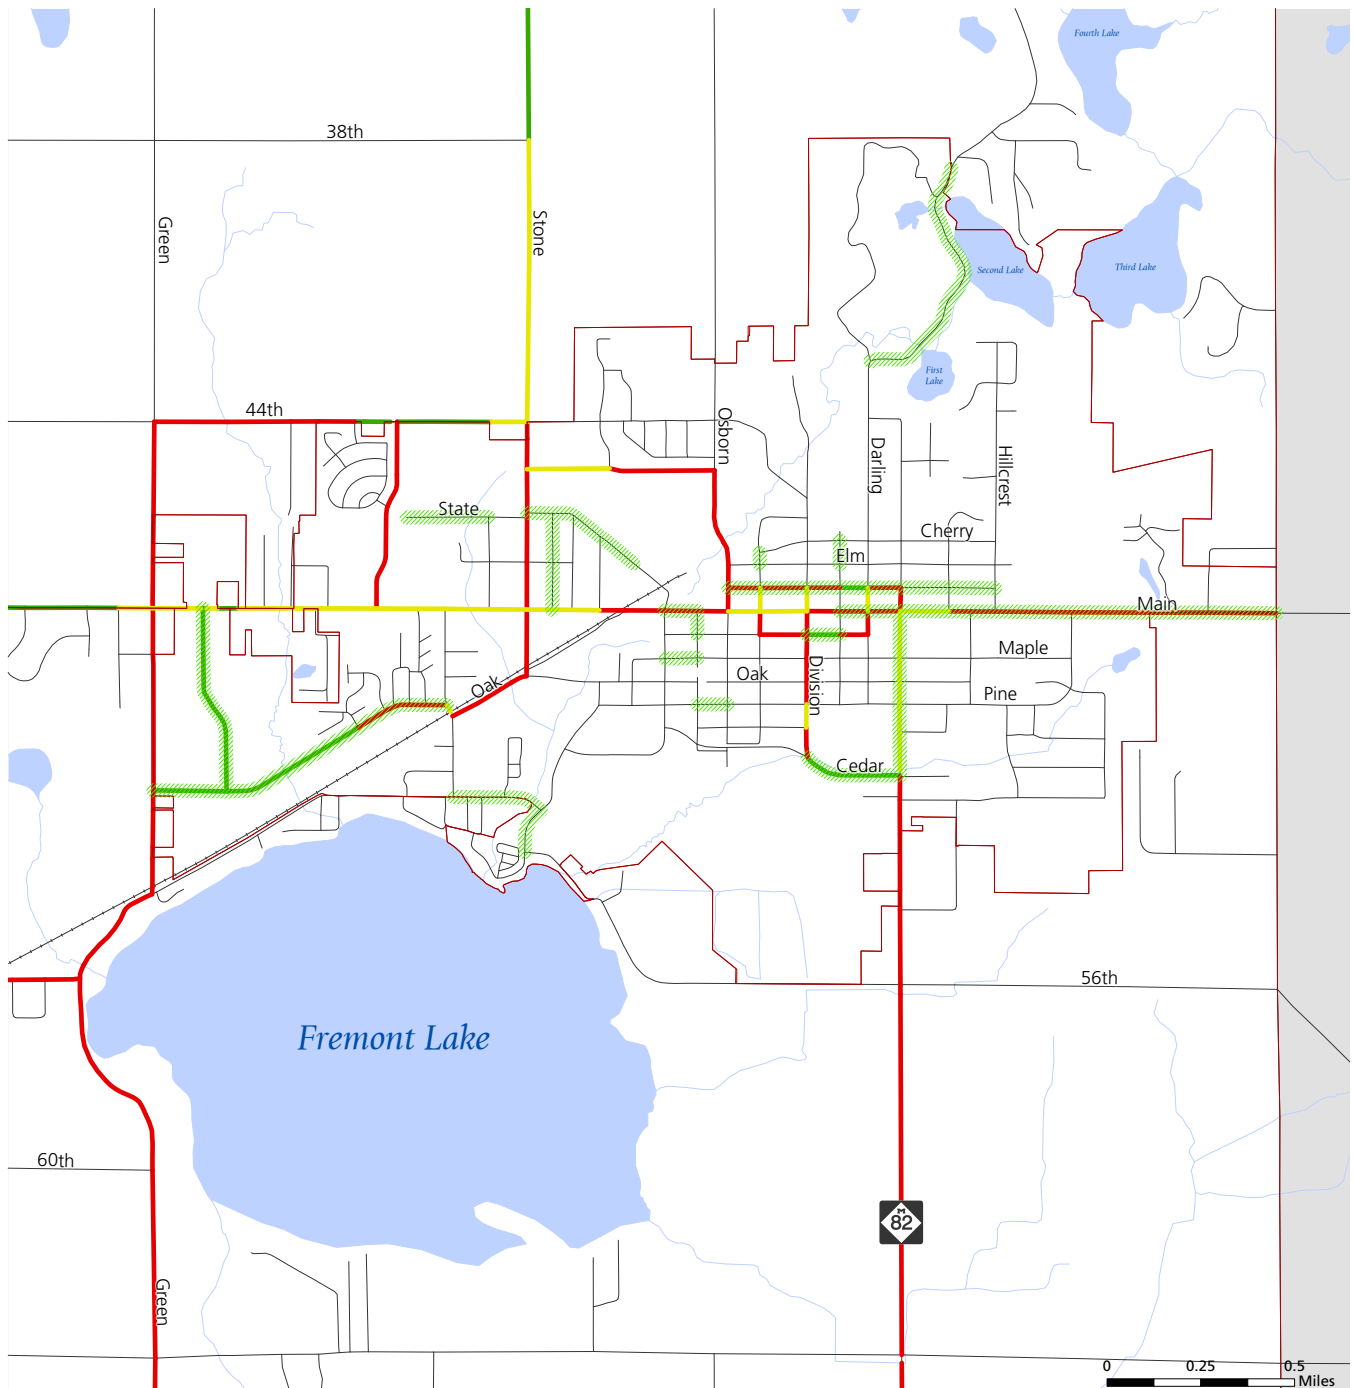 Fourth Lake
38th
Green
Stone
Second Lake
Third Lake
First
Lake
44th
Osborn
Darling
Hillcrest
State
Cherry
Elm
Main
Maple
Oak
Division
Oak
Pine
Cedar
56th
Fremont Lake
60th
M
82
Green
0 0.25 0.5
Miles